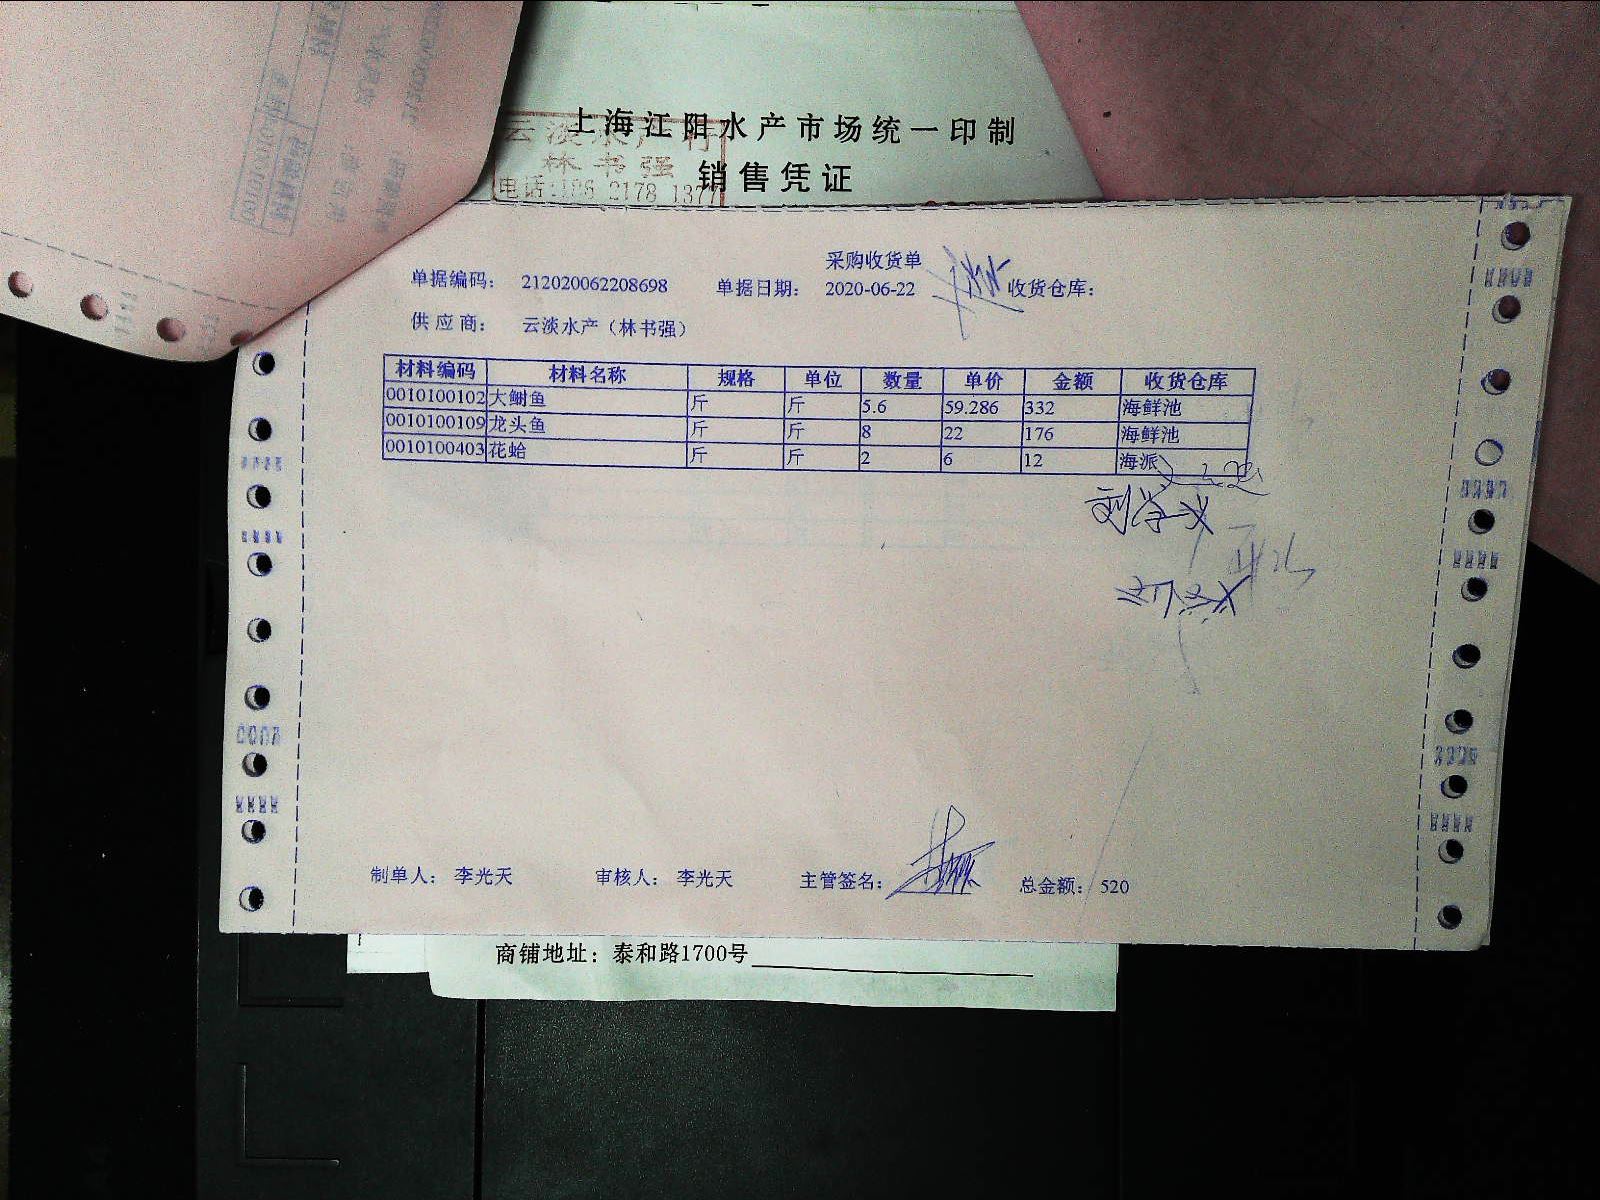 上海江阳水产市场统一印制
云淡水产行
林书强
销售凭证
采购收货单
单据编码： 212020062208698 单据日期： 2020-06-22 收货仓库：
供应商： 云淡水产（林书强）
材料编码 材料名称 规格 单位 数量 单价 金额 收货仓库
0010100102 大鲥鱼 斤 斤 5.6 59.286 332 海鲜池
0010100109 龙头鱼 斤 斤 8 22 176 海鲜池
0010100403 花蛤 斤 斤 2 6 12 海派
刘学义
制单人： 李光天 审核人： 李光天 主管签名： 总金额： 520
商铺地址：泰和路1700号